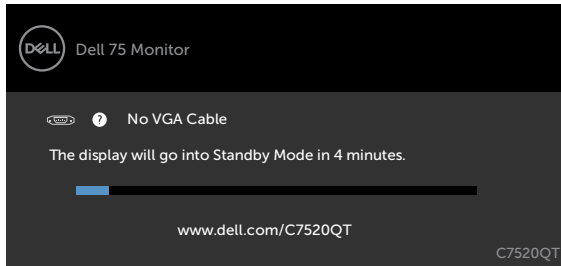 DELL
Dell 75 Monitor
? No VGA Cable
The display will go into Standby Mode in 4 minutes.
www.dell.com/C7520QT
C7520QT